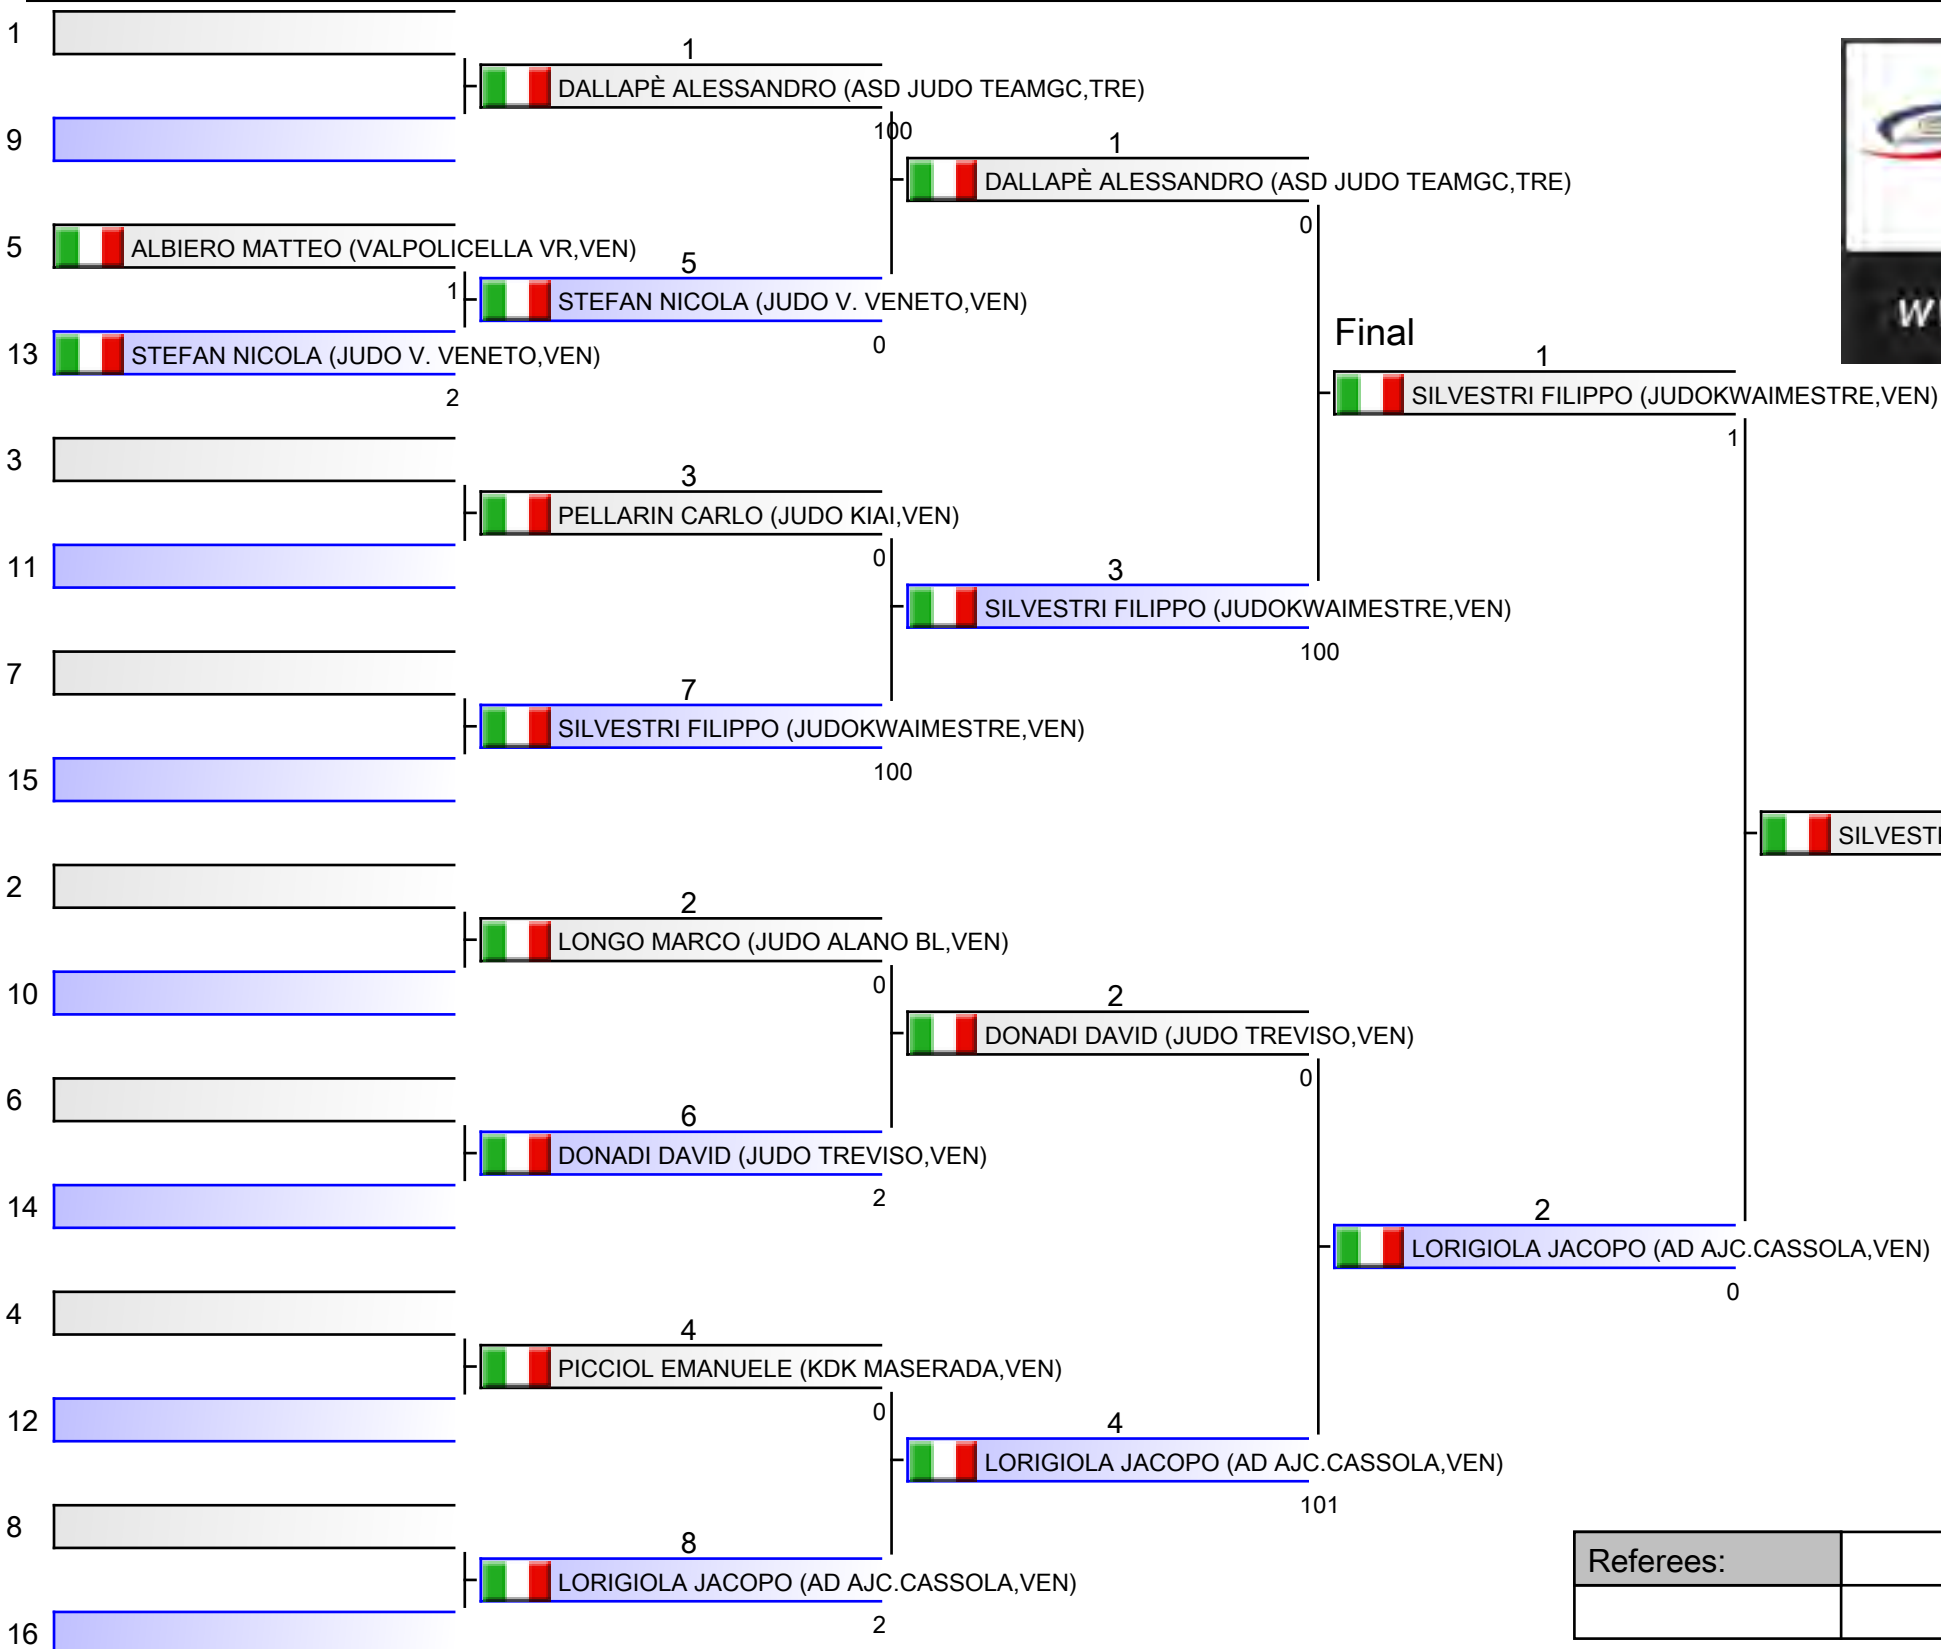 1
9
5 ALBIERO MATTEO (VALPOLICELLA VR,VEN)
1
13 STEFAN NICOLA (JUDO V. VENETO,VEN)
2
3
11
7
15
2
10
6
14
4
12
8
16
1
DALLAPÈ ALESSANDRO (ASD JUDO TEAMGC,TRE)
100
5
STEFAN NICOLA (JUDO V. VENETO,VEN)
0
3
PELLARIN CARLO (JUDO KIAI,VEN)
0
7
SILVESTRI FILIPPO (JUDOKWAIMESTRE,VEN)
100
2
LONGO MARCO (JUDO ALANO BL,VEN)
0
6
DONADI DAVID (JUDO TREVISO,VEN)
2
4
PICCIOL EMANUELE (KDK MASERADA,VEN)
0
8
LORIGIOLA JACOPO (AD AJC.CASSOLA,VEN)
2
1
DALLAPÈ ALESSANDRO (ASD JUDO TEAMGC,TRE)
0
3
SILVESTRI FILIPPO (JUDOKWAIMESTRE,VEN)
100
2
DONADI DAVID (JUDO TREVISO,VEN)
0
4
LORIGIOLA JACOPO (AD AJC.CASSOLA,VEN)
101
Final
1
SILVESTRI FILIPPO (JUDOKWAIMESTRE,VEN)
1
2
LORIGIOLA JACOPO (AD AJC.CASSOLA,VEN)
0
Referees: